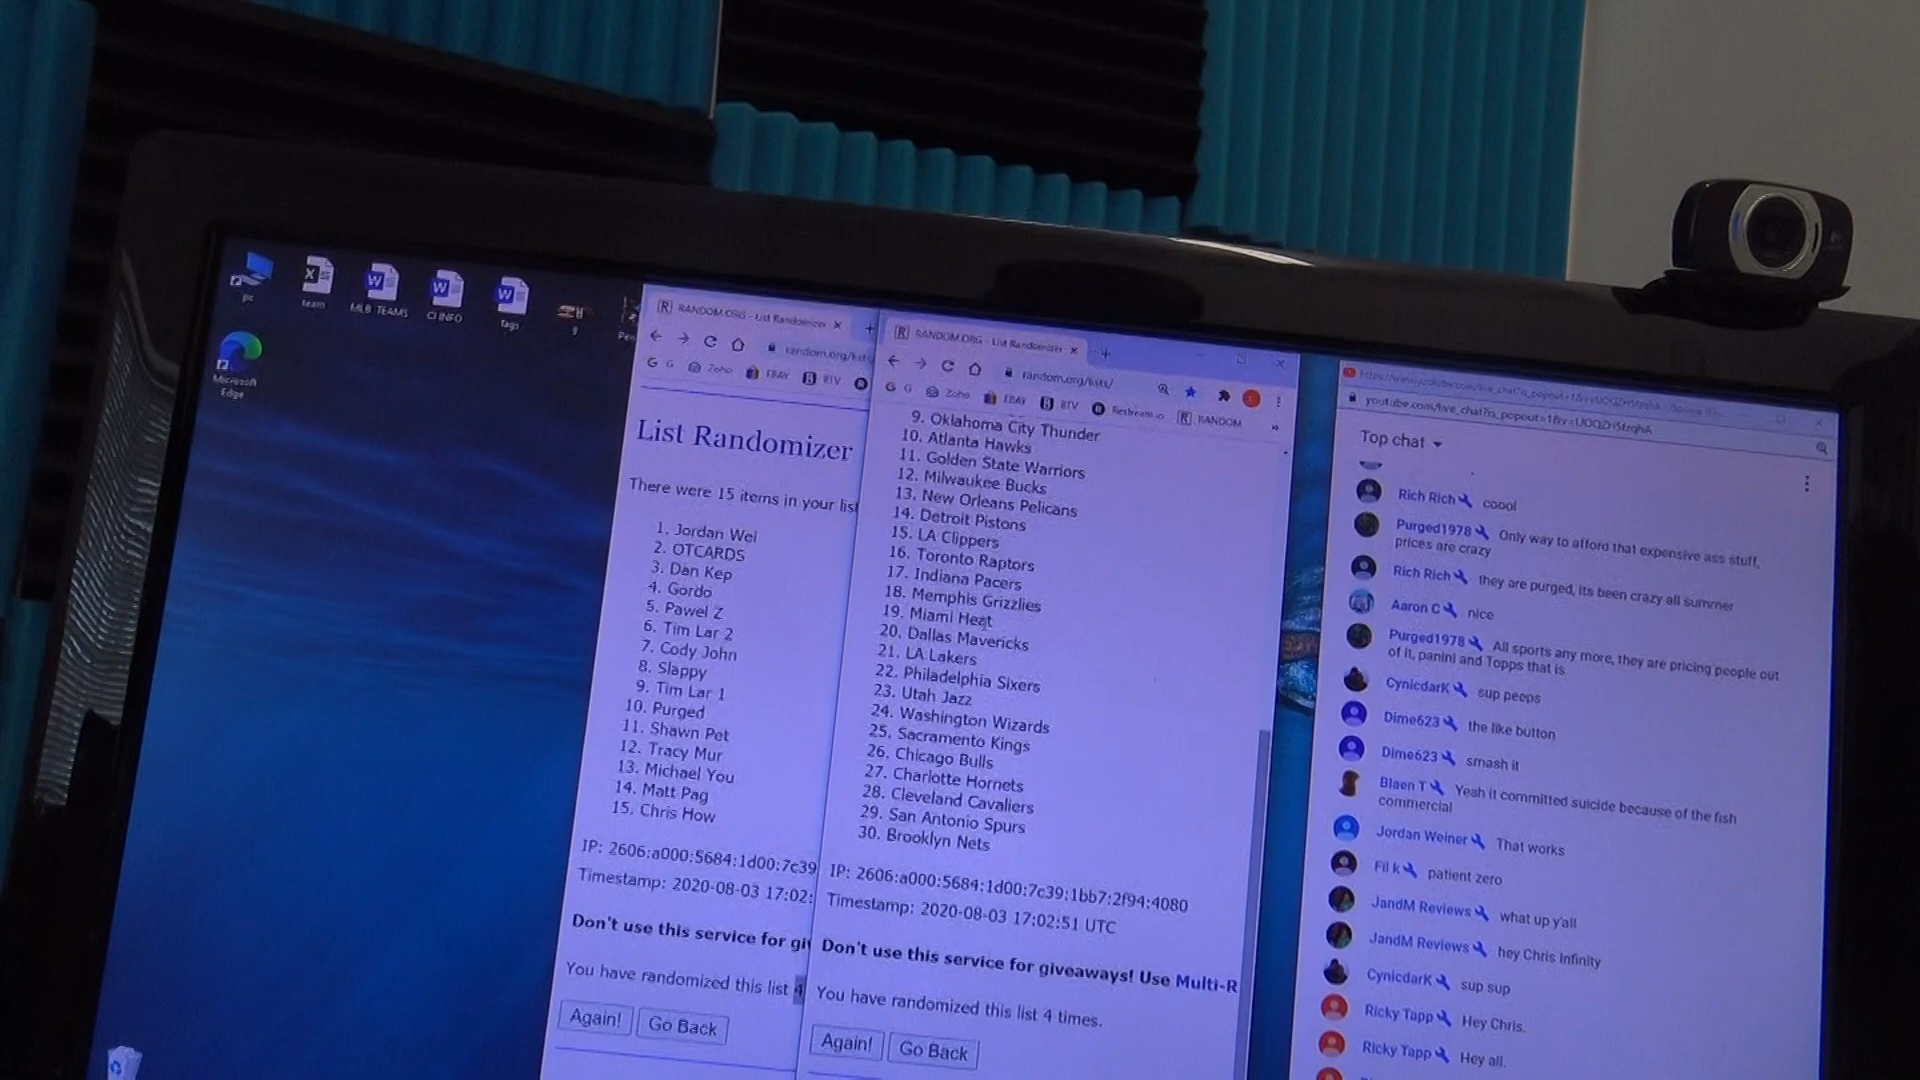 pc
team
MLB TEAMS
CI INFO
Tags
9
Microsoft
Edge
RANDOM.ORG - List Randomizer
random.org/lists
G
Zoho
EBAY
BTV
List Randomizer
There were 15 items in your list
1. Jordan Wei
2. OTCARDS
3. Dan Kep
4. Gordo
5. Pawel Z
6. Tim Lar 2
7. Cody John
8. Slappy
9. Tim Lar 1
10. Purged
11. Shawn Pet
12. Tracy Mur
13. Michael You
14. Matt Pag
15. Chris How
IP: 2606:a000:5684:1d00:7c39
Timestamp: 2020-08-03 17:02:
Don't use this service for gi
You have randomized this list 4
Again! Go Back
RANDOM.ORG - List Randomizer
random.org/lists/
G
Zoho
EBAY
BTV
Restream.io
RANDOM
9. Oklahoma City Thunder
10. Atlanta Hawks
11. Golden State Warriors
12. Milwaukee Bucks
13. New Orleans Pelicans
14. Detroit Pistons
15. LA Clippers
16. Toronto Raptors
17. Indiana Pacers
18. Memphis Grizzlies
19. Miami Heat
20. Dallas Mavericks
21. LA Lakers
22. Philadelphia Sixers
23. Utah Jazz
24. Washington Wizards
25. Sacramento Kings
26. Chicago Bulls
27. Charlotte Hornets
28. Cleveland Cavaliers
29. San Antonio Spurs
30. Brooklyn Nets
IP: 2606:a000:5684:1d00:7c39:1bb7:2f94:4080
Timestamp: 2020-08-03 17:02:51 UTC
Don't use this service for giveaways! Use Multi-R
You have randomized this list 4 times.
Again! Go Back
Top chat
Rich Rich coool
Purged1978 Only way to afford that expensive ass stuff,
prices are crazy
Rich Rich they are purged, its been crazy all summer
Aaron C nice
Purged1978 All sports any more, they are pricing people out
of it, panini and Topps that is
CynicdarK sup peeps
Dime623 the like button
Dime623 smash it
Blaen T Yeah it committed suicide because of the fish
commercial
Jordan Weiner That works
Fil k patient zero
JandM Reviews what up y'all
JandM Reviews hey Chris Infinity
CynicdarK sup sup
Ricky Tapp Hey Chris.
Ricky Tapp Hey all.